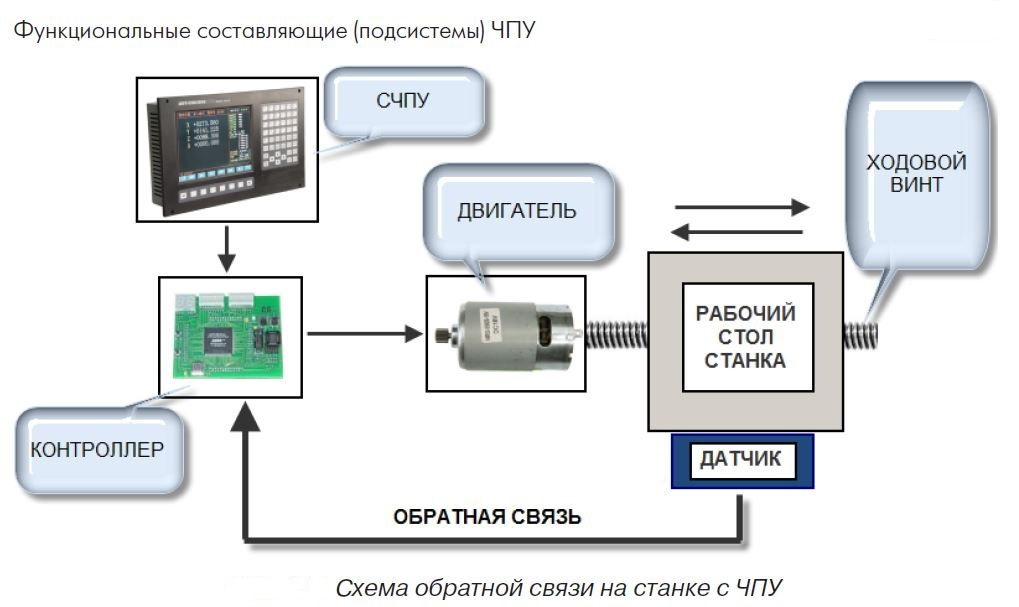 Функциональные составляющие (подсистемы) ЧПУ
СЧПУ
ХОДОВОЙ
ВИНТ
ДВИГАТЕЛЬ
РАБОЧИЙ
СТОЛ
СТАНКА
КОНТРОЛЛЕР
ДАТЧИК
ОБРАТНАЯ СВЯЗЬ
Схема обратной связи на станке с ЧПУ